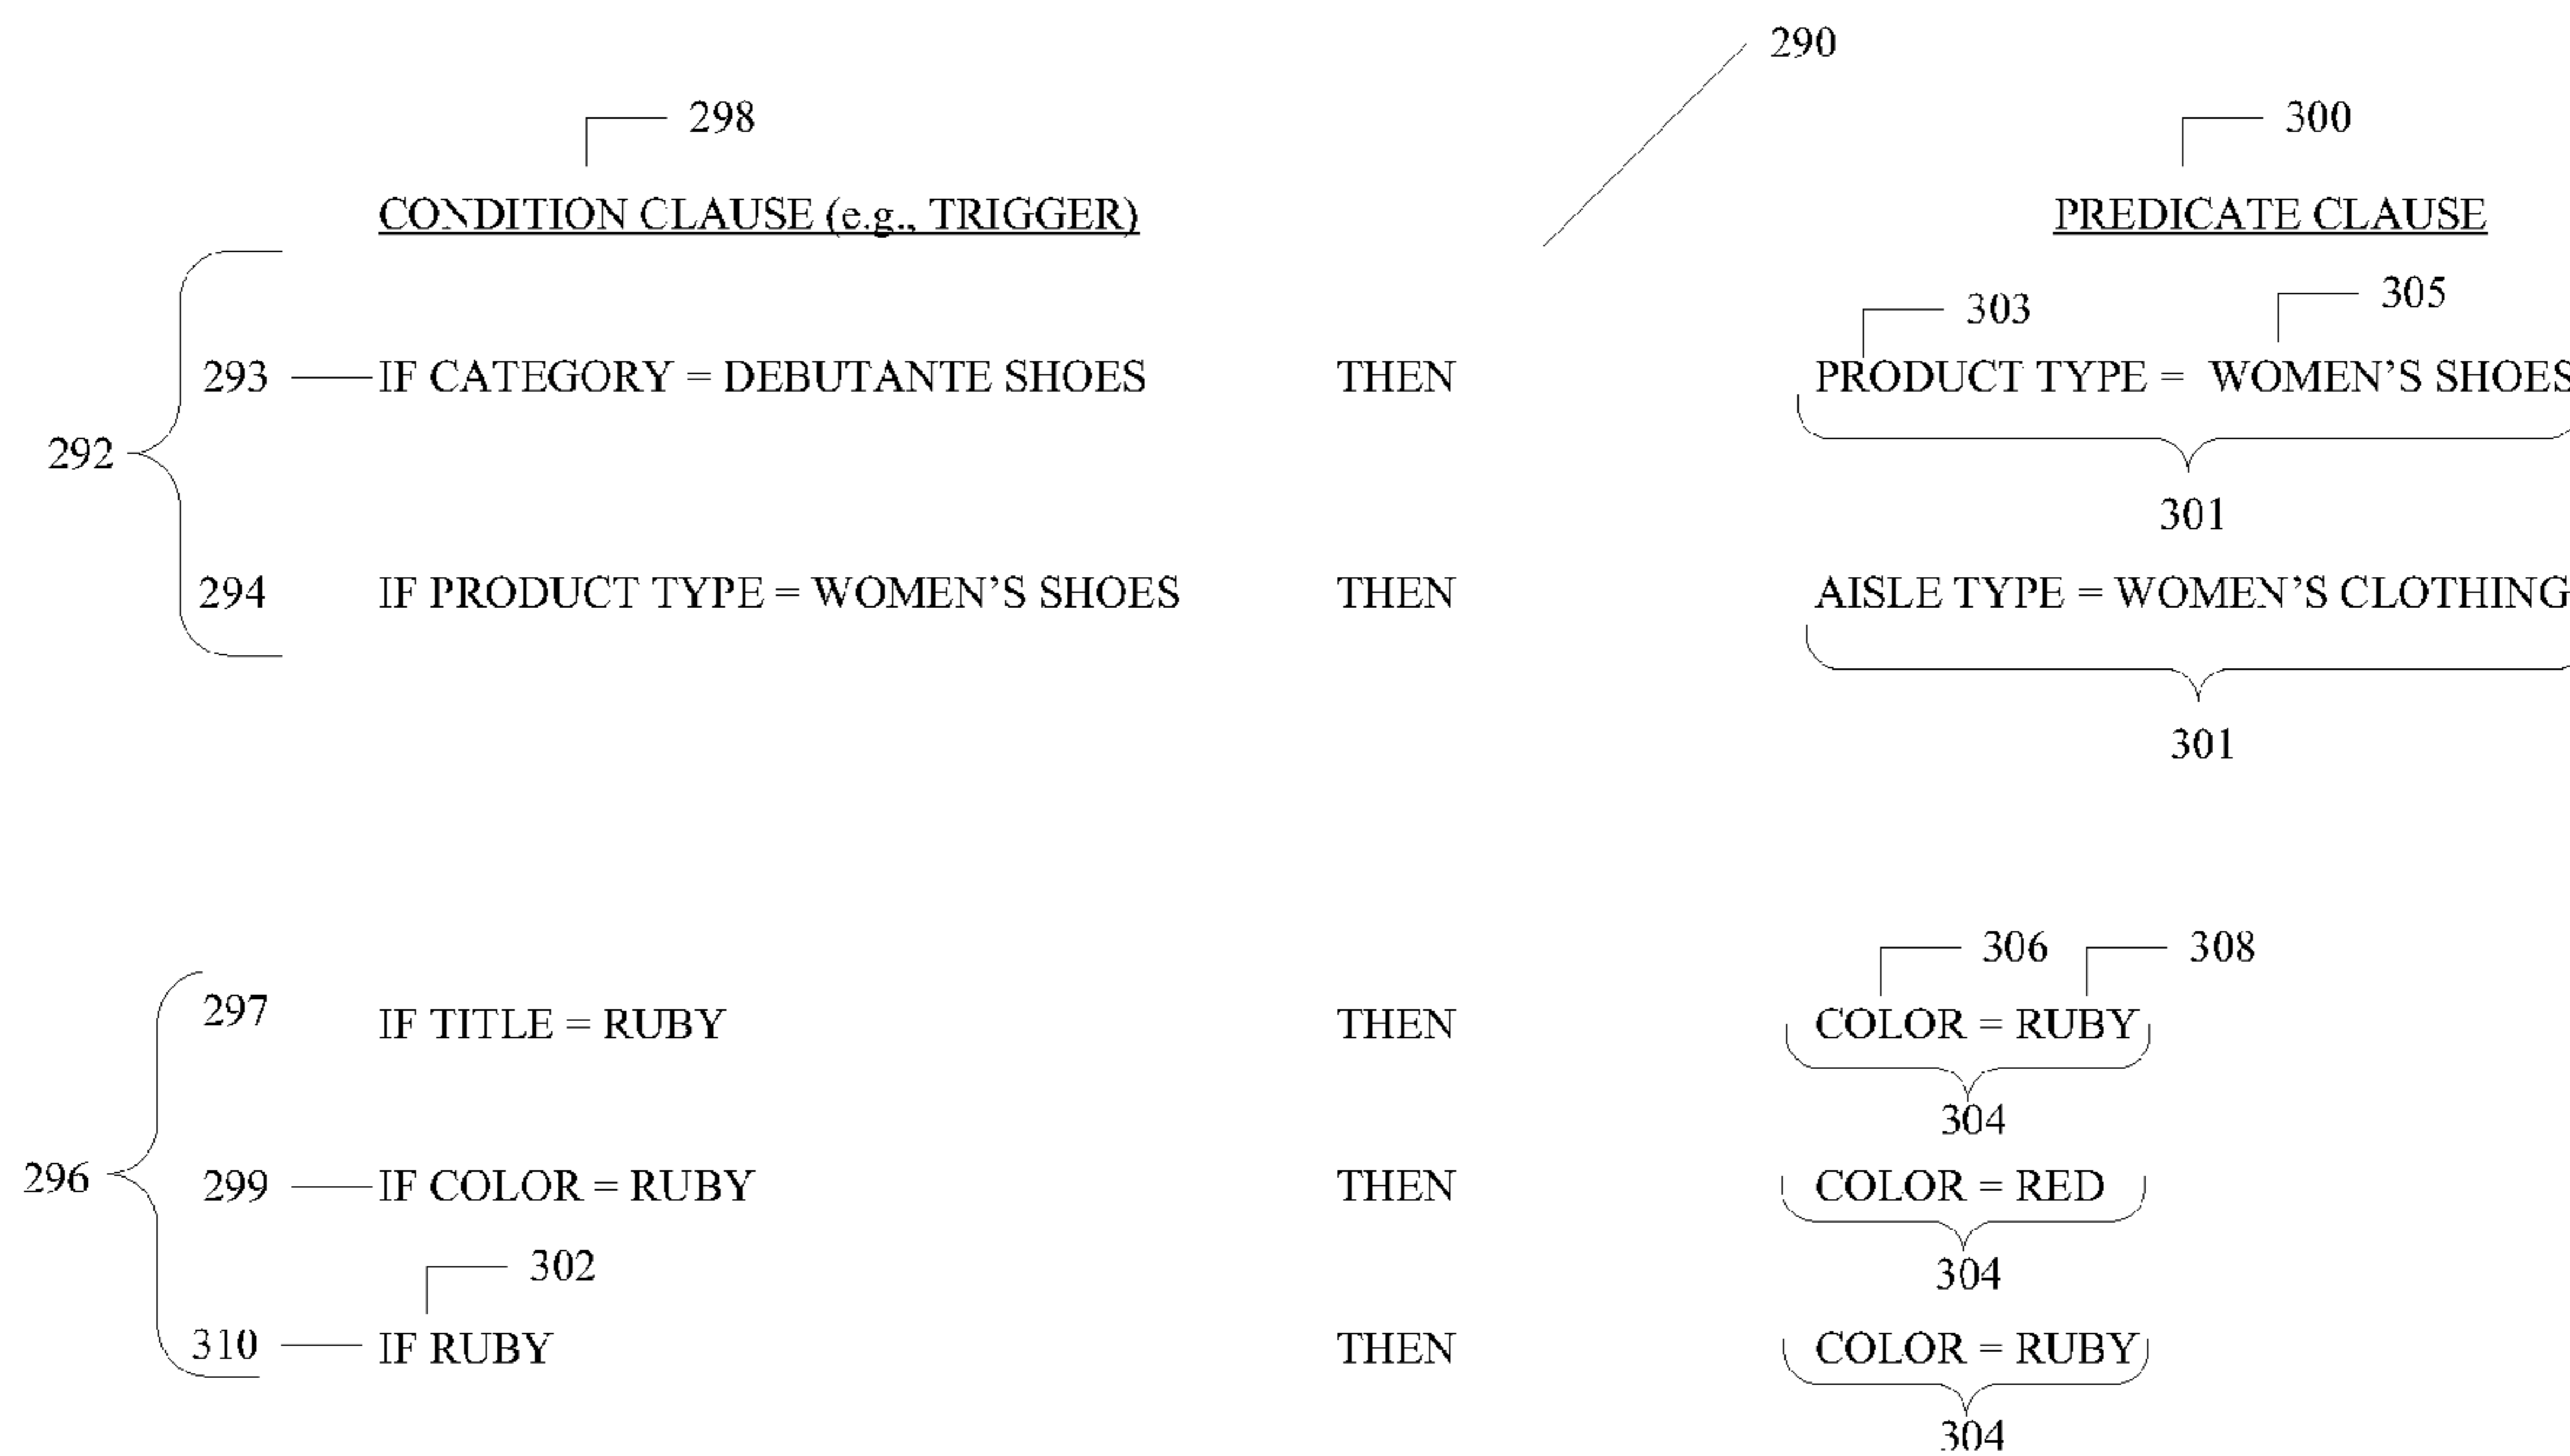 290
298
300
CONDITION CLAUSE (e.g., TRIGGER)
PREDICATE CLAUSE
303
305
293 IF CATEGORY = DEBUTANTE SHOES THEN PRODUCT TYPE = WOMEN'S SHOES
292
301
294 IF PRODUCT TYPE = WOMEN'S SHOES THEN AISLE TYPE = WOMEN'S CLOTHING
301
306
308
297 IF TITLE = RUBY THEN COLOR = RUBY
304
296
299 IF COLOR = RUBY THEN COLOR = RED
302
304
310 IF RUBY THEN COLOR = RUBY
304